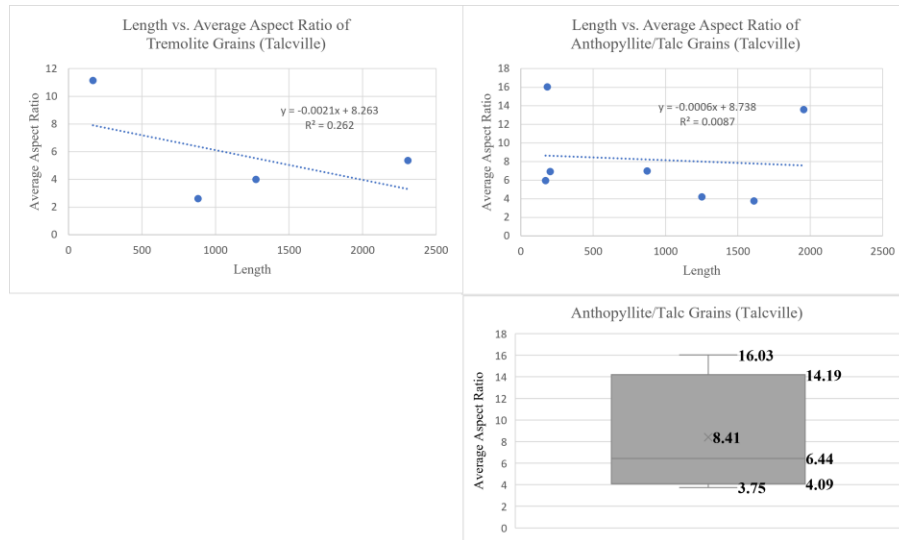 Length vs. Average Aspect Ratio of
Tremolite Grains (Talcville)
12
10
8
6
4
2
0
0 500 1000 1500 2000 2500
Average Aspect Ratio
Length
y = -0.0021x + 8.263
R² = 0.262
Length vs. Average Aspect Ratio of
Anthopyllite/Talc Grains (Talcville)
18
16
14
12
10
8
6
4
2
0
0 500 1000 1500 2000 2500
Average Aspect Ratio
Length
y = -0.0006x + 8.738
R² = 0.0087
Anthopyllite/Talc Grains (Talcville)
18
16
14
12
10
8
6
4
2
0
Average Aspect Ratio
16.03
14.19
8.41
6.44
4.09
3.75